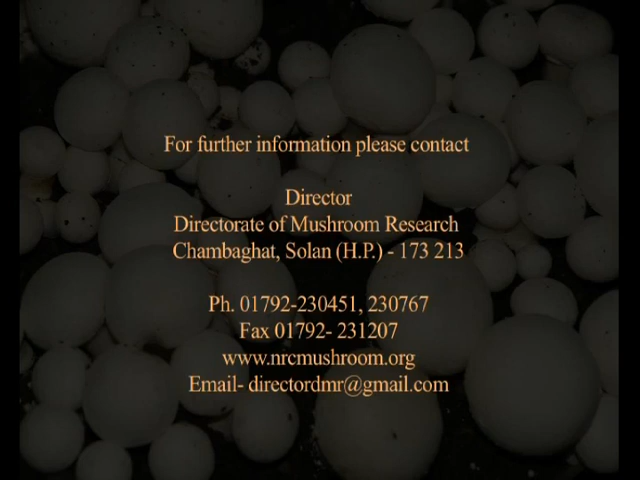 For further information please contact
Director
Directorate of Mushroom Research
Chambaghat, Solan (H.P.) - 173 213
Ph. 01792-230451, 230767
Fax 01792- 231207
www.nrcmushroom.org
Email- directordmr@gmail.com